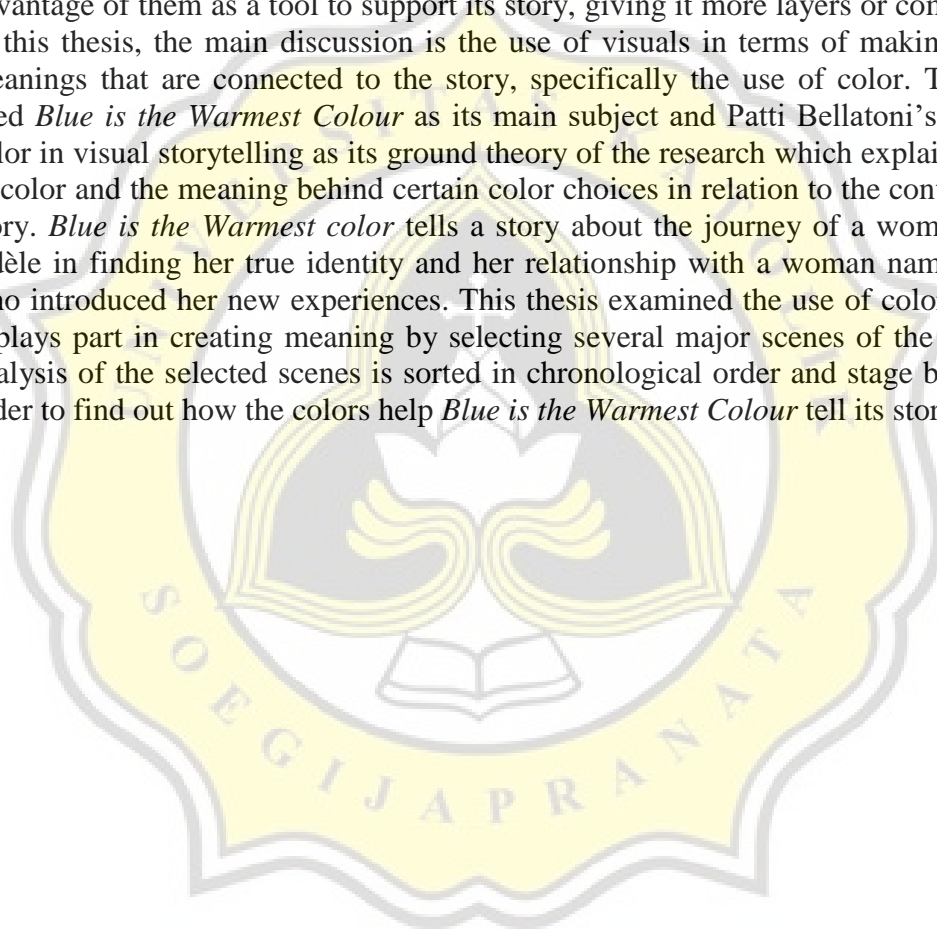 vantage of them as a tool to support its story, giving it more layers or con
this thesis, the main discussion is the use of visuals in terms of makin
eanings that are connected to the story, specifically the use of color. T
ed Blue is the Warmest Colour as its main subject and Patti Bellatoni's
lor in visual storytelling as its ground theory of the research which explai
color and the meaning behind certain color choices in relation to the con
ory. Blue is the Warmest color tells a story about the journey of a wom
dèle in finding her true identity and her relationship with a woman nam
ho introduced her new experiences. This thesis examined the use of colo
plays part in creating meaning by selecting several major scenes of the
alysis of the selected scenes is sorted in chronological order and stage b
der to find out how the colors help Blue is the Warmest Colour tell its stor
UNIVERSITAS KATOLIK
SOEGIJAPRANATA